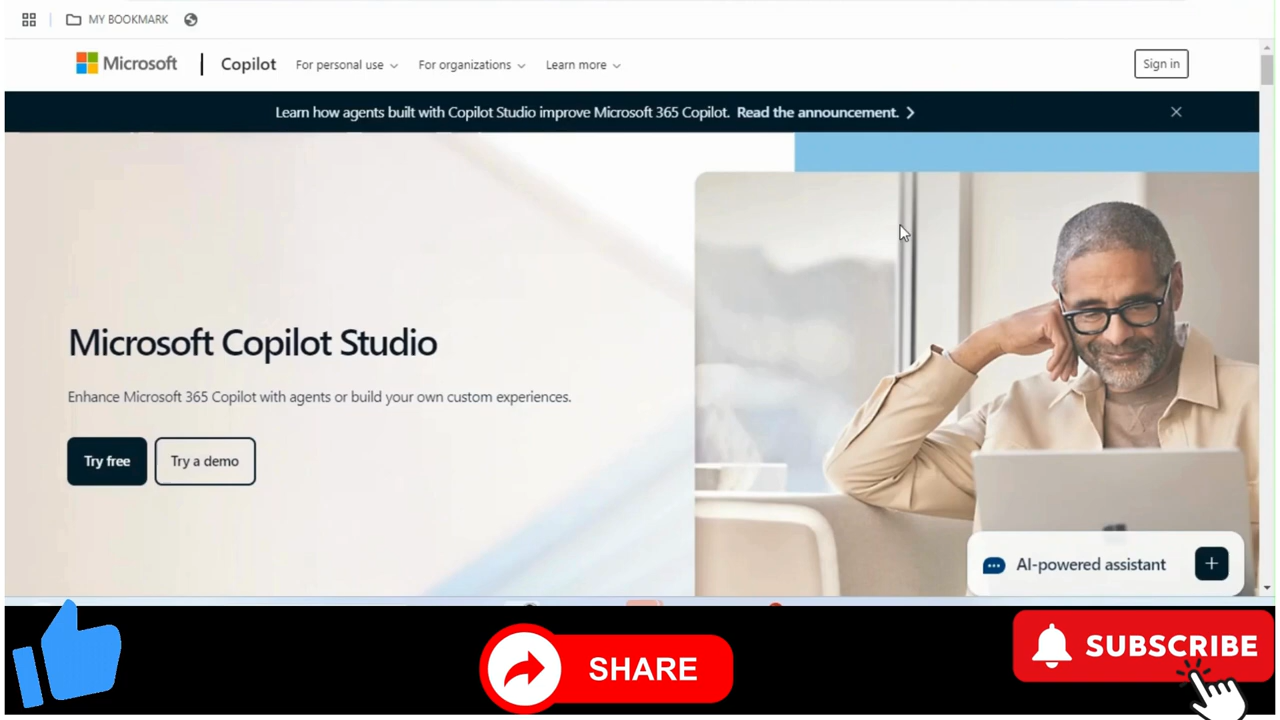 MY BOOKMARK
Microsoft | Copilot For personal use For organizations Learn more Sign in
Learn how agents built with Copilot Studio improve Microsoft 365 Copilot. Read the announcement.
Microsoft Copilot Studio
Enhance Microsoft 365 Copilot with agents or build your own custom experiences.
Try free Try a demo
AI-powered assistant
SHARE
SUBSCRIBE